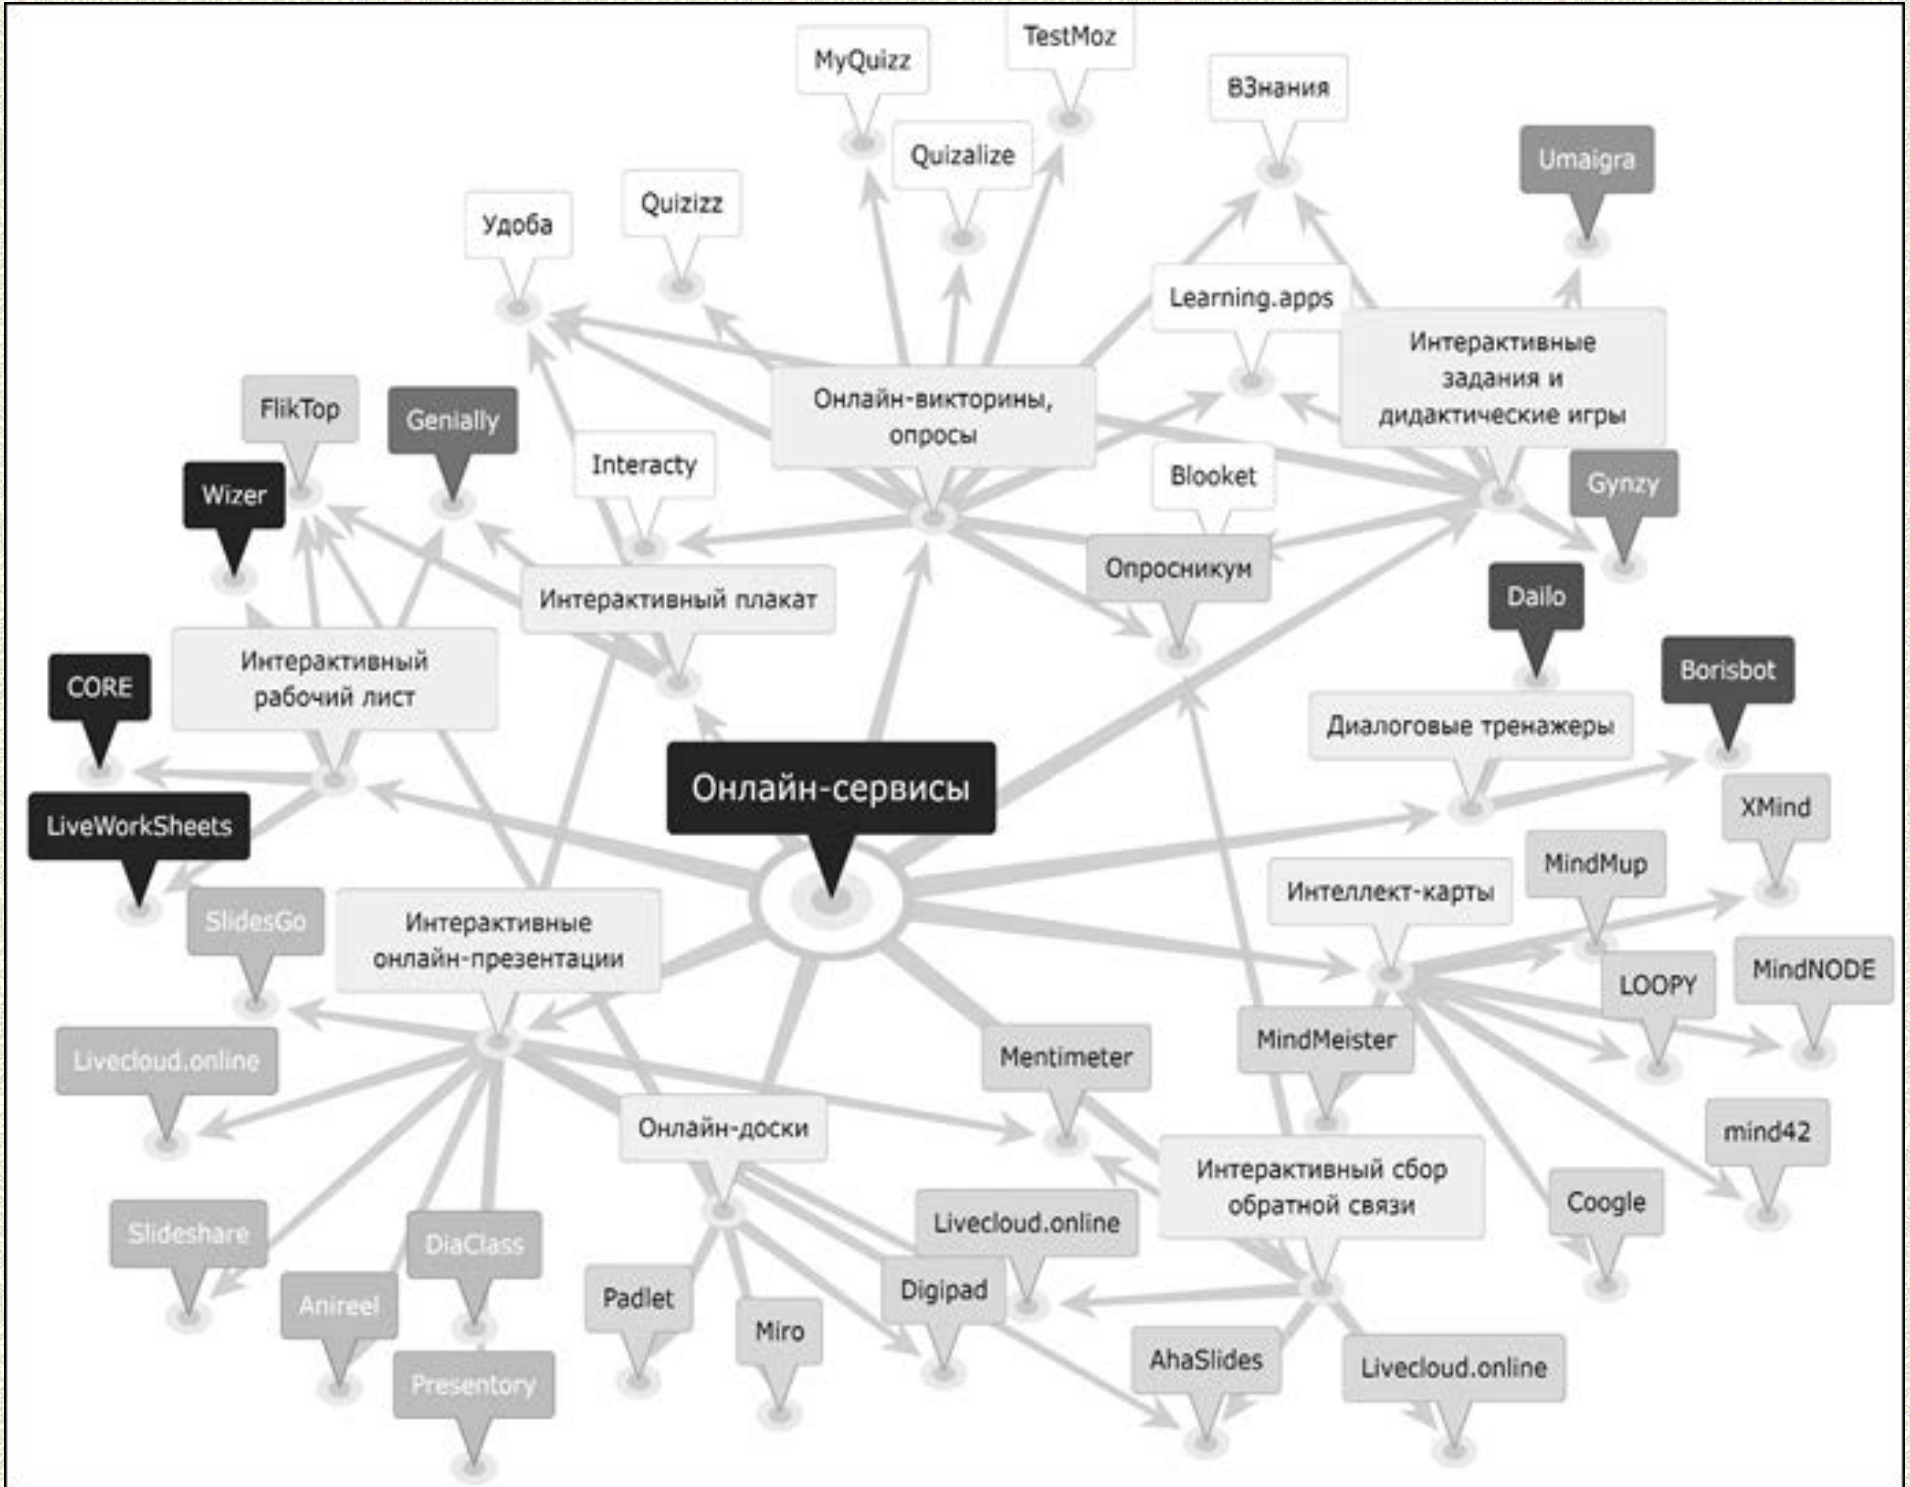 TestMoz
MyQuizz
ВЗнания
Quizalize
Umaigra
Quizizz
Удоба
Learning.apps
Интерактивные
задания и
дидактические игры
Онлайн-викторины,
опросы
FlikTop
Genially
Interacty
Blooket
Gynzy
Wizer
Опросникум
Интерактивный плакат
Dailo
Интерактивный
рабочий лист
CORE
Borisbot
Диалоговые тренажеры
Онлайн-сервисы
XMind
LiveWorkSheets
MindMup
Интеллект-карты
SlidesGo
Интерактивные
онлайн-презентации
LOOPY
MindNODE
MindMeister
Mentimeter
Livecloud.online
Онлайн-доски
mind42
Интерактивный сбор
обратной связи
Coogle
Livecloud.online
Slideshare
DiaClass
Digipad
Padlet
Anireel
Miro
AhaSlides
Livecloud.online
Presentory